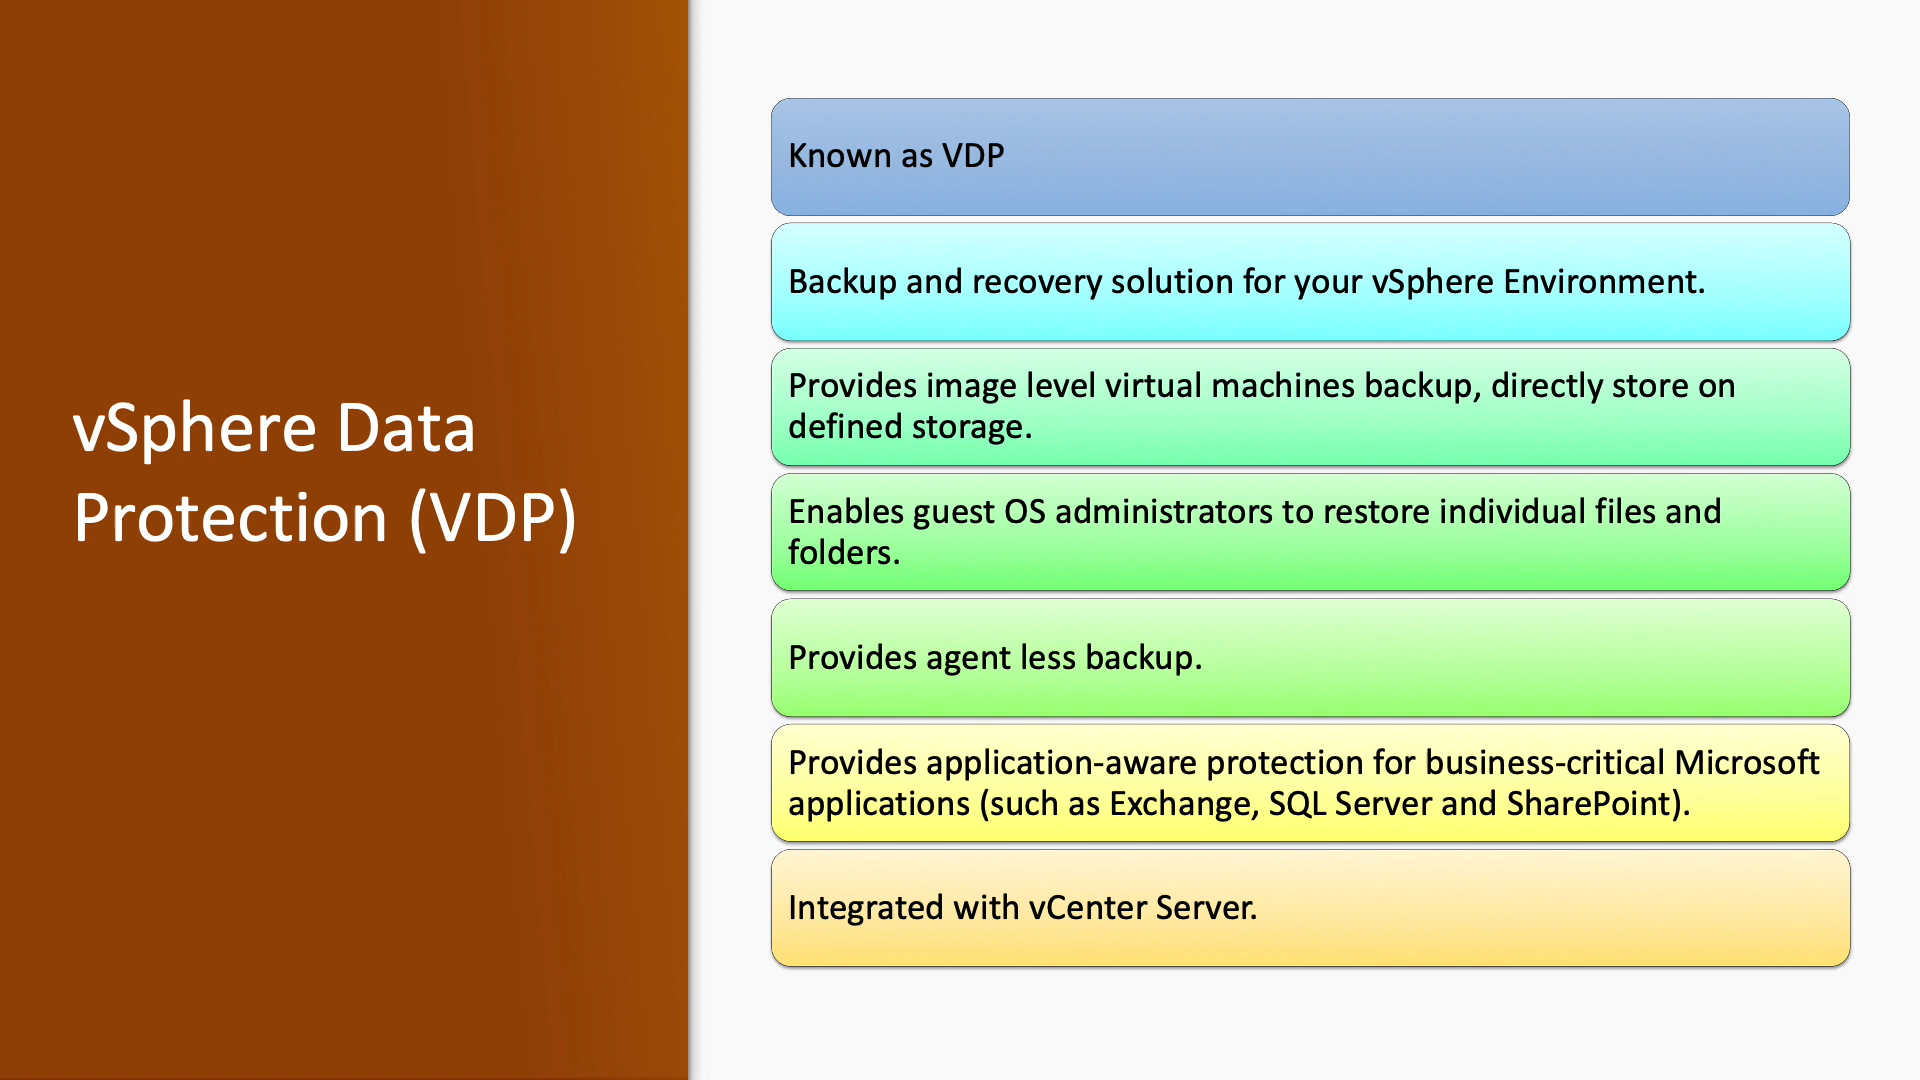 vSphere Data
Protection (VDP)
Known as VDP
Backup and recovery solution for your vSphere Environment.
Provides image level virtual machines backup, directly store on
defined storage.
Enables guest OS administrators to restore individual files and
folders.
Provides agent less backup.
Provides application-aware protection for business-critical Microsoft
applications (such as Exchange, SQL Server and SharePoint).
Integrated with vCenter Server.